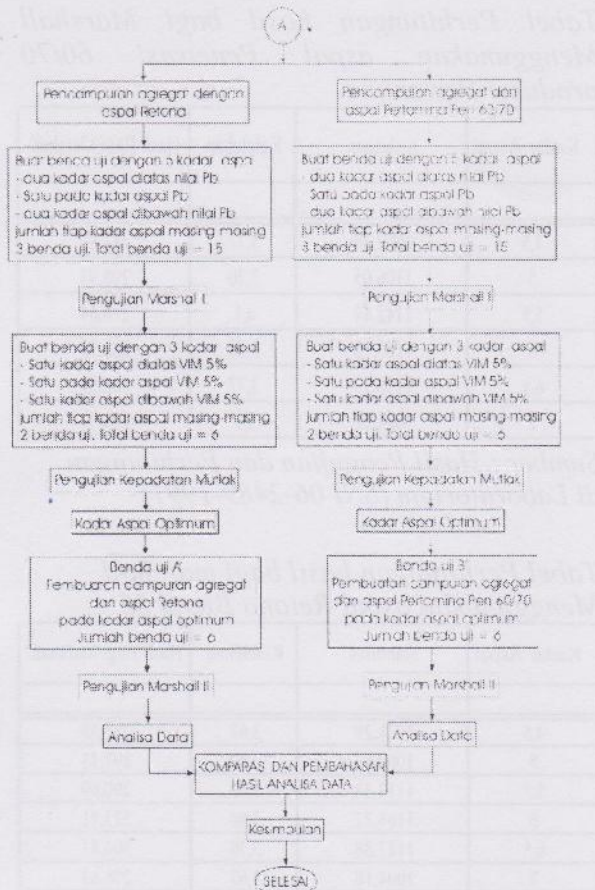 Pencampuran agregat dengan
aspal Retona
Buat benda uji dengan 5 kadar aspal
- dua kadar aspal diatas nilai Pb
- Satu pada kadar aspal Pb
- dua kadar aspal dibawah nilai Pb
jumlah tiap kadar aspal masing masing
3 benda uji. Total benda uji = 15
Pengujian Marshall I
Buat benda uji dengan 3 kadar aspal
- Satu kadar aspal diatas VIM 5%
- Satu pada kadar aspal VIM 5%
- Satu kadar aspal dibawah VIM 5%
jumlah tiap kadar aspal masing-masing
2 benda uji. Total benda uji = 6
Pengujian Kepadatan Mutlak
Kadar Aspal Optimum
Benda uji A
Pembuatan campuran agregat
dan aspal Retona
pada kadar aspal optimum
Jumlah benda uji = 6
Pengujian Marshall II
Analisa Data
Pencampuran agregat dan
aspal Pertamina Pen 60/70
Buat benda uji dengan 5 kadar aspal
- dua kadar aspal diatas nilai Pb
Satu pada kadar aspal Pb
dua kadar aspal dibawah nilai Pb
jumlah tiap kadar aspal masing-masing
3 benda uji. Total benda uji = 15
Pengujian Marshall I
Buat benda uji dengan 3 kadar aspal
- Satu kadar aspal diatas VIM 5%
- Satu pada kadar aspal VIM 5%
- Satu kadar aspal dibawah VIM 5%
jumlah tiap kadar aspal masing-masing
2 benda uji. Total benda uji = 6
Pengujian Kepadatan Mutlak
Kadar Aspal Optimum
Benda uji B
Pembuatan campuran agregat
dan aspal Pertamina Pen 60/70
pada kadar aspal optimum
Jumlah benda uji = 6
Pengujian Marshall II
Analisa Data
KOMPARASI DAN PEMBAHASAN
HASIL ANALISA DATA
Kesimpulan
SELESAI